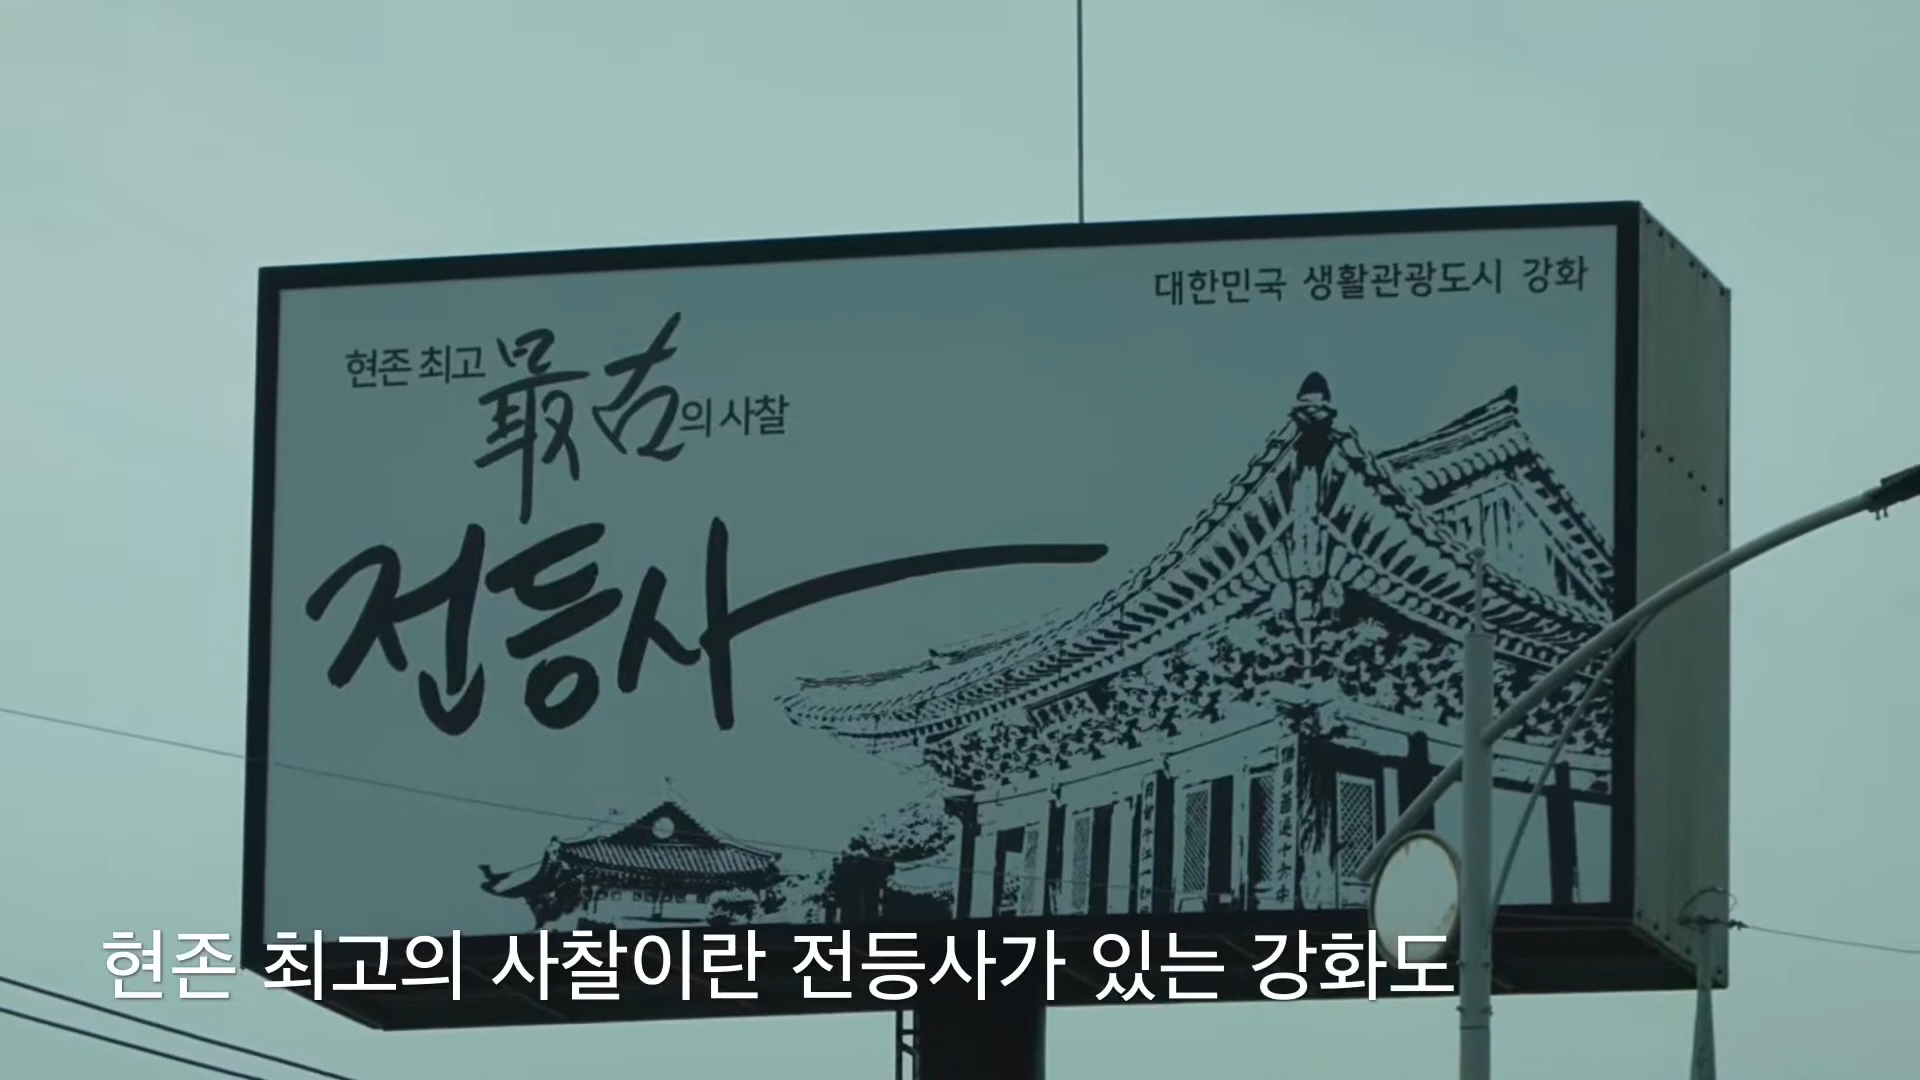 대한민국 생활관광도시 강화
현존 최고 最古의 사찰
전등사
현존 최고의 사찰이란 전등사가 있는 강화도